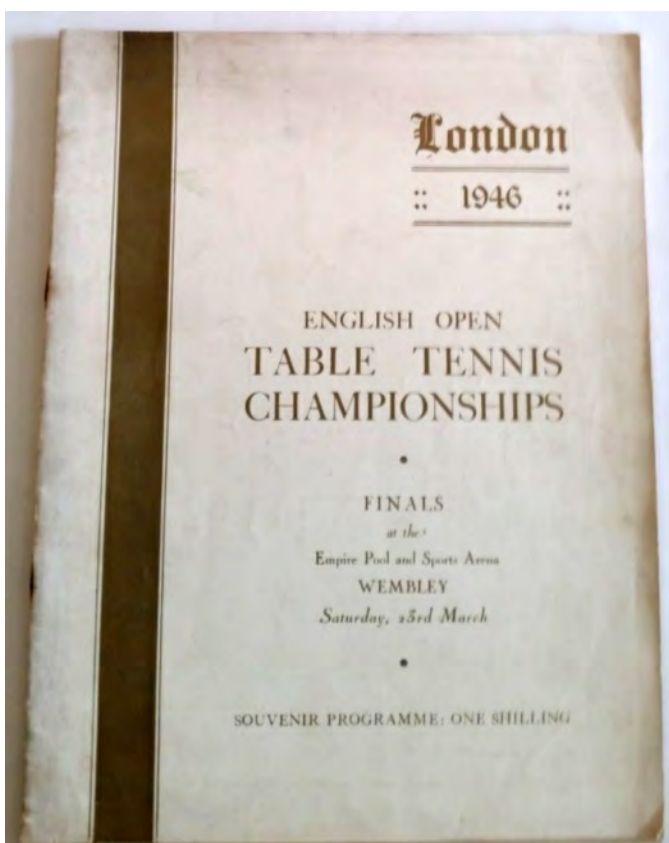 London
:: 1946 ::
ENGLISH OPEN
TABLE TENNIS
CHAMPIONSHIPS
•
FINALS
at the
Empire Pool and Sports Arena
WEMBLEY
Saturday, 23rd March
•
SOUVENIR PROGRAMME: ONE SHILLING